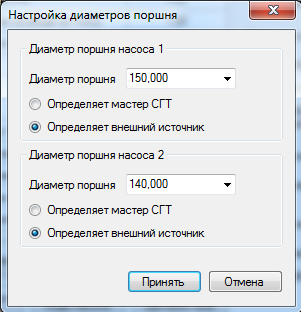 Настройка диаметров поршня
Диаметр поршня насоса 1
Диаметр поршня 150,000
Определяет мастер СГТ
Определяет внешний источник
Диаметр поршня насоса 2
Диаметр поршня 140,000
Определяет мастер СГТ
Определяет внешний источник
Принять Отмена